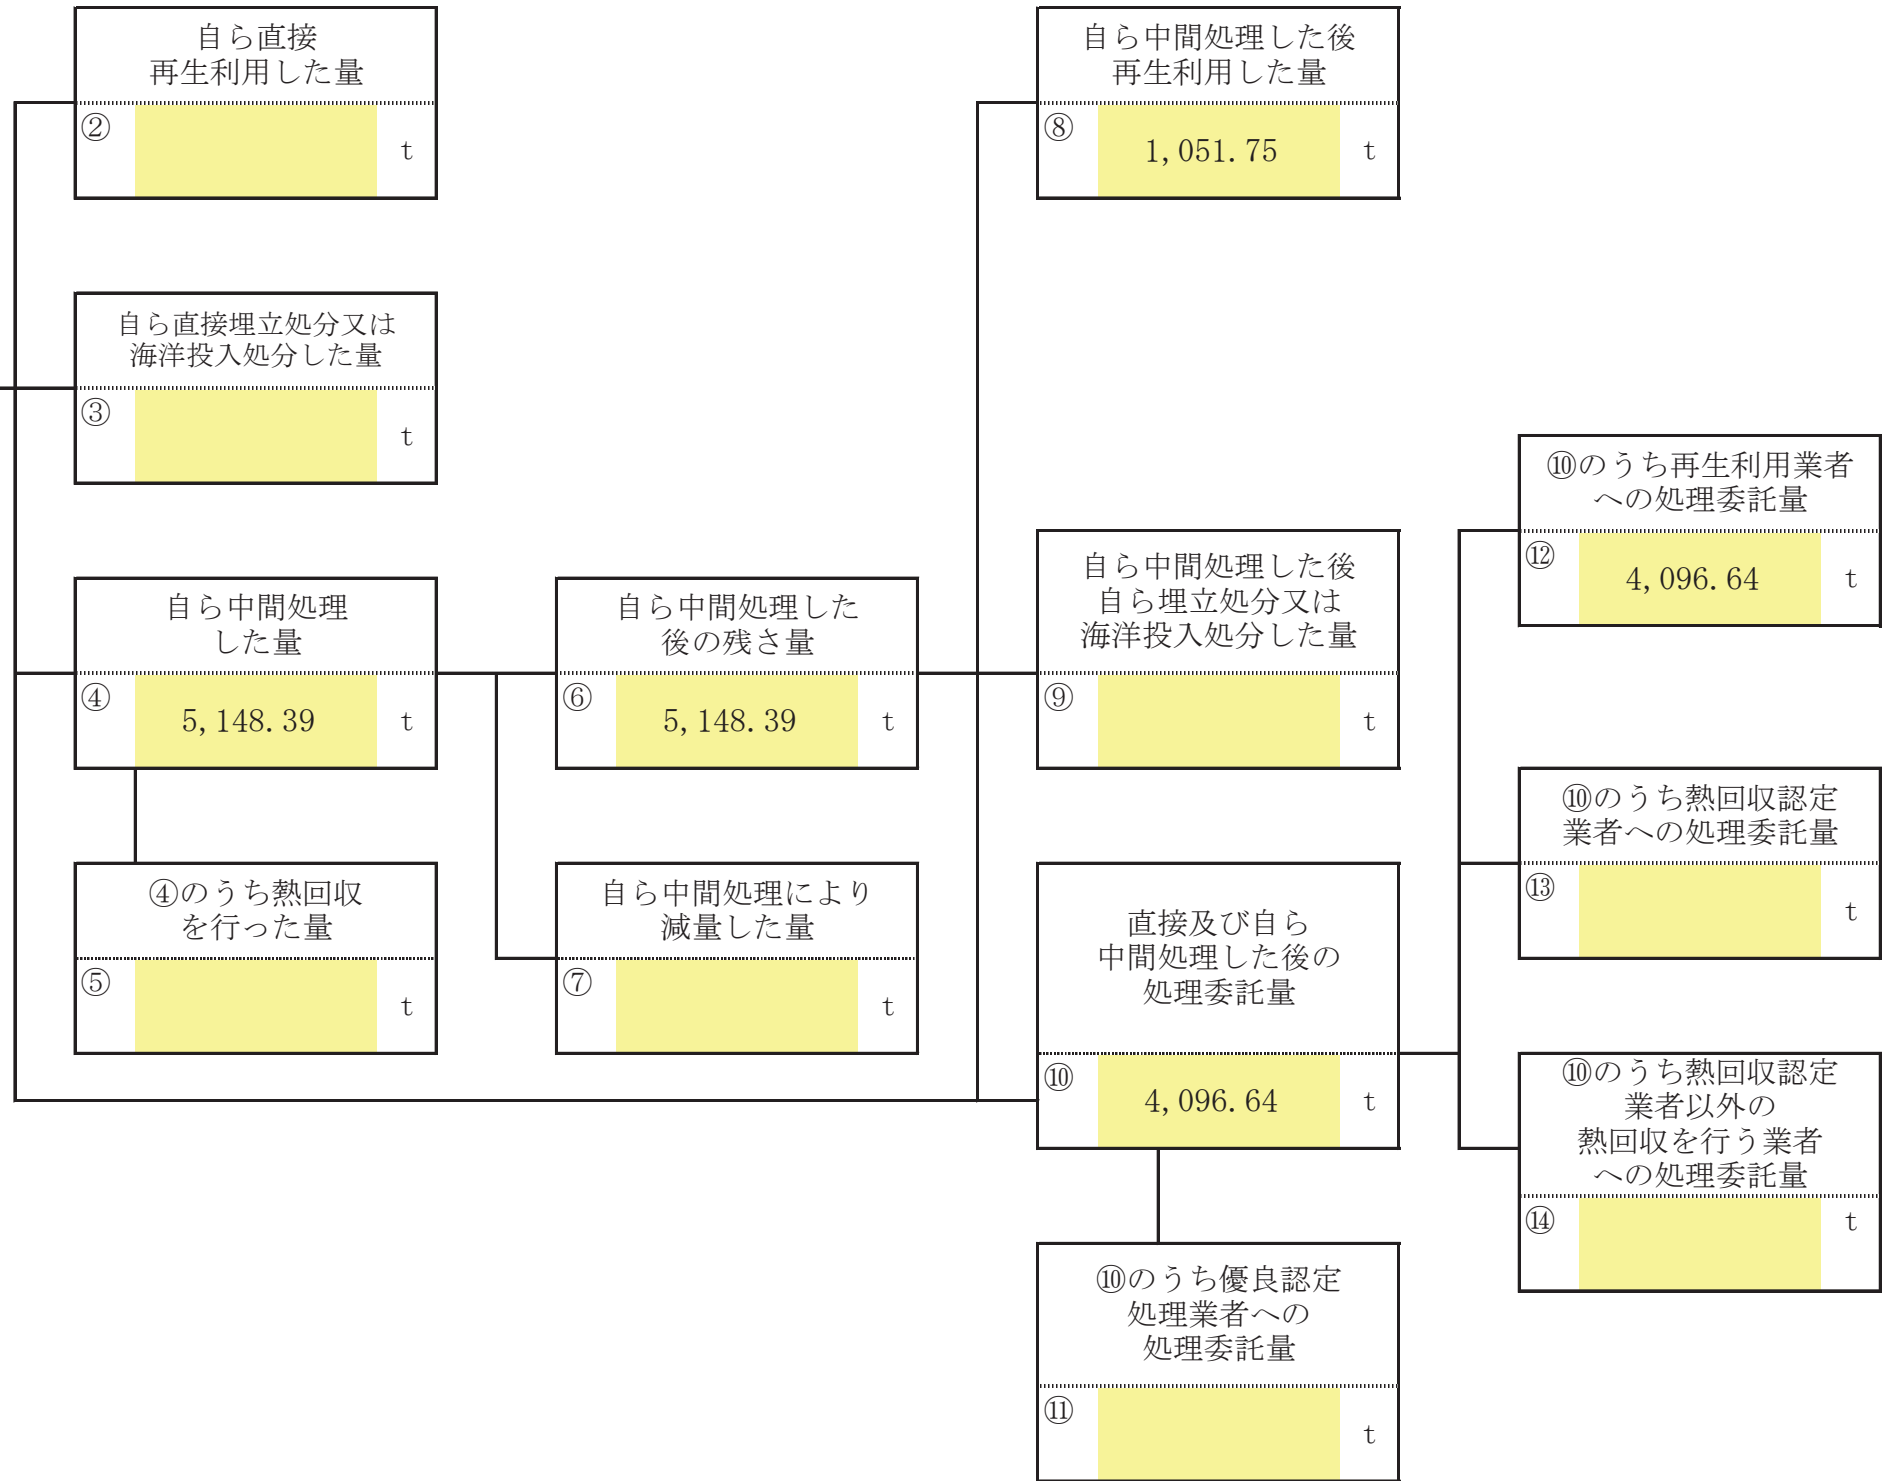 自ら直接
再生利用した量
②
t
自ら中間処理した後
再生利用した量
⑧
1,051.75
t
自ら直接埋立処分又は
海洋投入処分した量
③
t
⑩のうち再生利用業者
への処理委託量
⑫
4,096.64
t
自ら中間処理
した量
④
5,148.39
t
自ら中間処理した
後の残さ量
⑥
5,148.39
t
自ら中間処理した後
自ら埋立処分又は
海洋投入処分した量
⑨
t
⑩のうち熱回収認定
業者への処理委託量
⑬
t
④のうち熱回収
を行った量
⑤
t
自ら中間処理により
減量した量
⑦
t
直接及び自ら
中間処理した後の
処理委託量
⑩
4,096.64
t
⑩のうち熱回収認定
業者以外の
熱回収を行う業者
への処理委託量
⑭
t
⑩のうち優良認定
処理業者への
処理委託量
⑪
t